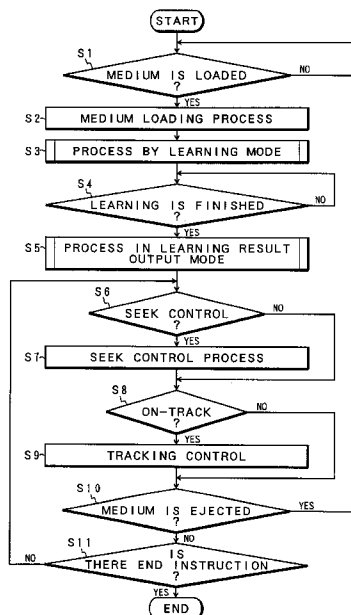 START
S1
MEDIUM IS LOADED
?
NO
YES
S2
MEDIUM LOADING PROCESS
S3
PROCESS BY LEARNING MODE
S4
LEARNING IS FINISHED
?
NO
YES
S5
PROCESS IN LEARNING RESULT
OUTPUT MODE
S6
SEEK CONTROL
?
NO
YES
S7
SEEK CONTROL PROCESS
S8
ON-TRACK
?
NO
YES
S9
TRACKING CONTROL
S10
MEDIUM IS EJECTED
?
YES
NO
S11
IS
THERE END INSTRUCTION
?
NO
YES
END